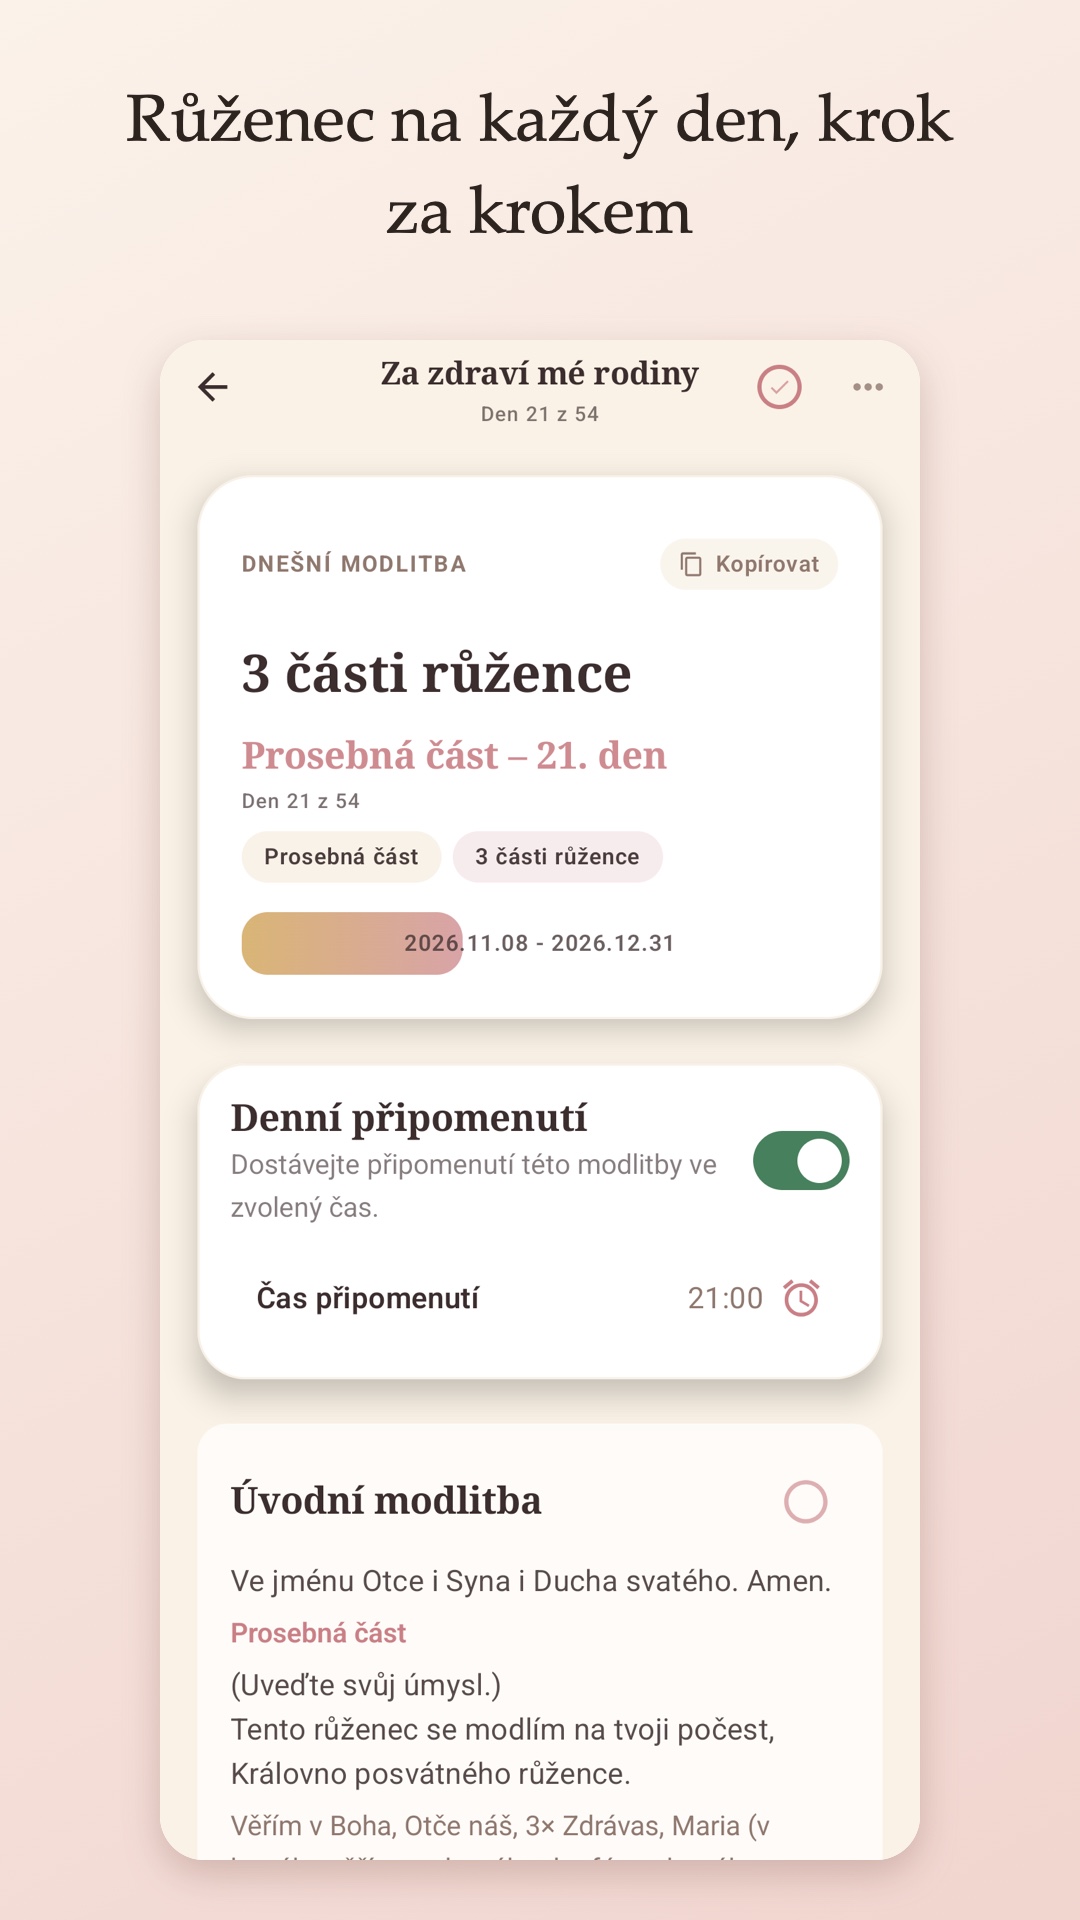 Růženec na každý den, krok
za krokem
Za zdraví mé rodiny
Den 21 z 54
DNEŠNÍ MODLITBA
Kopírovat
3 části růžence
Prosebná část – 21. den
Den 21 z 54
Prosebná část
3 části růžence
2026.11.08 - 2026.12.31
Denní připomenutí
Dostávejte připomenutí této modlitby ve
zvolený čas.
Čas připomenutí
21:00
Úvodní modlitba
Ve jménu Otce i Syna i Ducha svatého. Amen.
Prosebná část
(Uveďte svůj úmysl.)
Tento růženec se modlím na tvoji počest,
Královno posvátného růžence.
Věřím v Boha, Otče náš, 3× Zdrávas, Maria (v